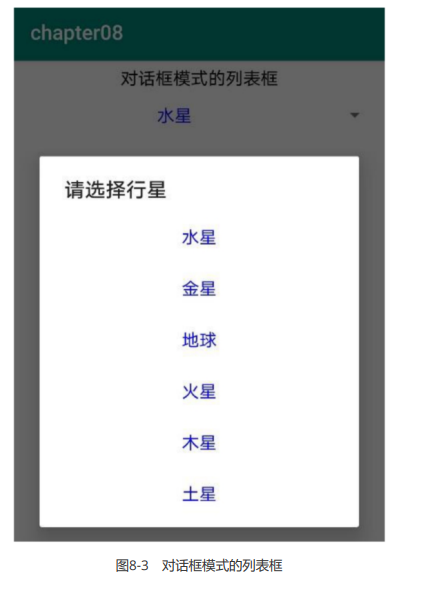 chapter08
对话框模式的列表框
水星
请选择行星
水星
金星
地球
火星
木星
土星
图8-3 对话框模式的列表框